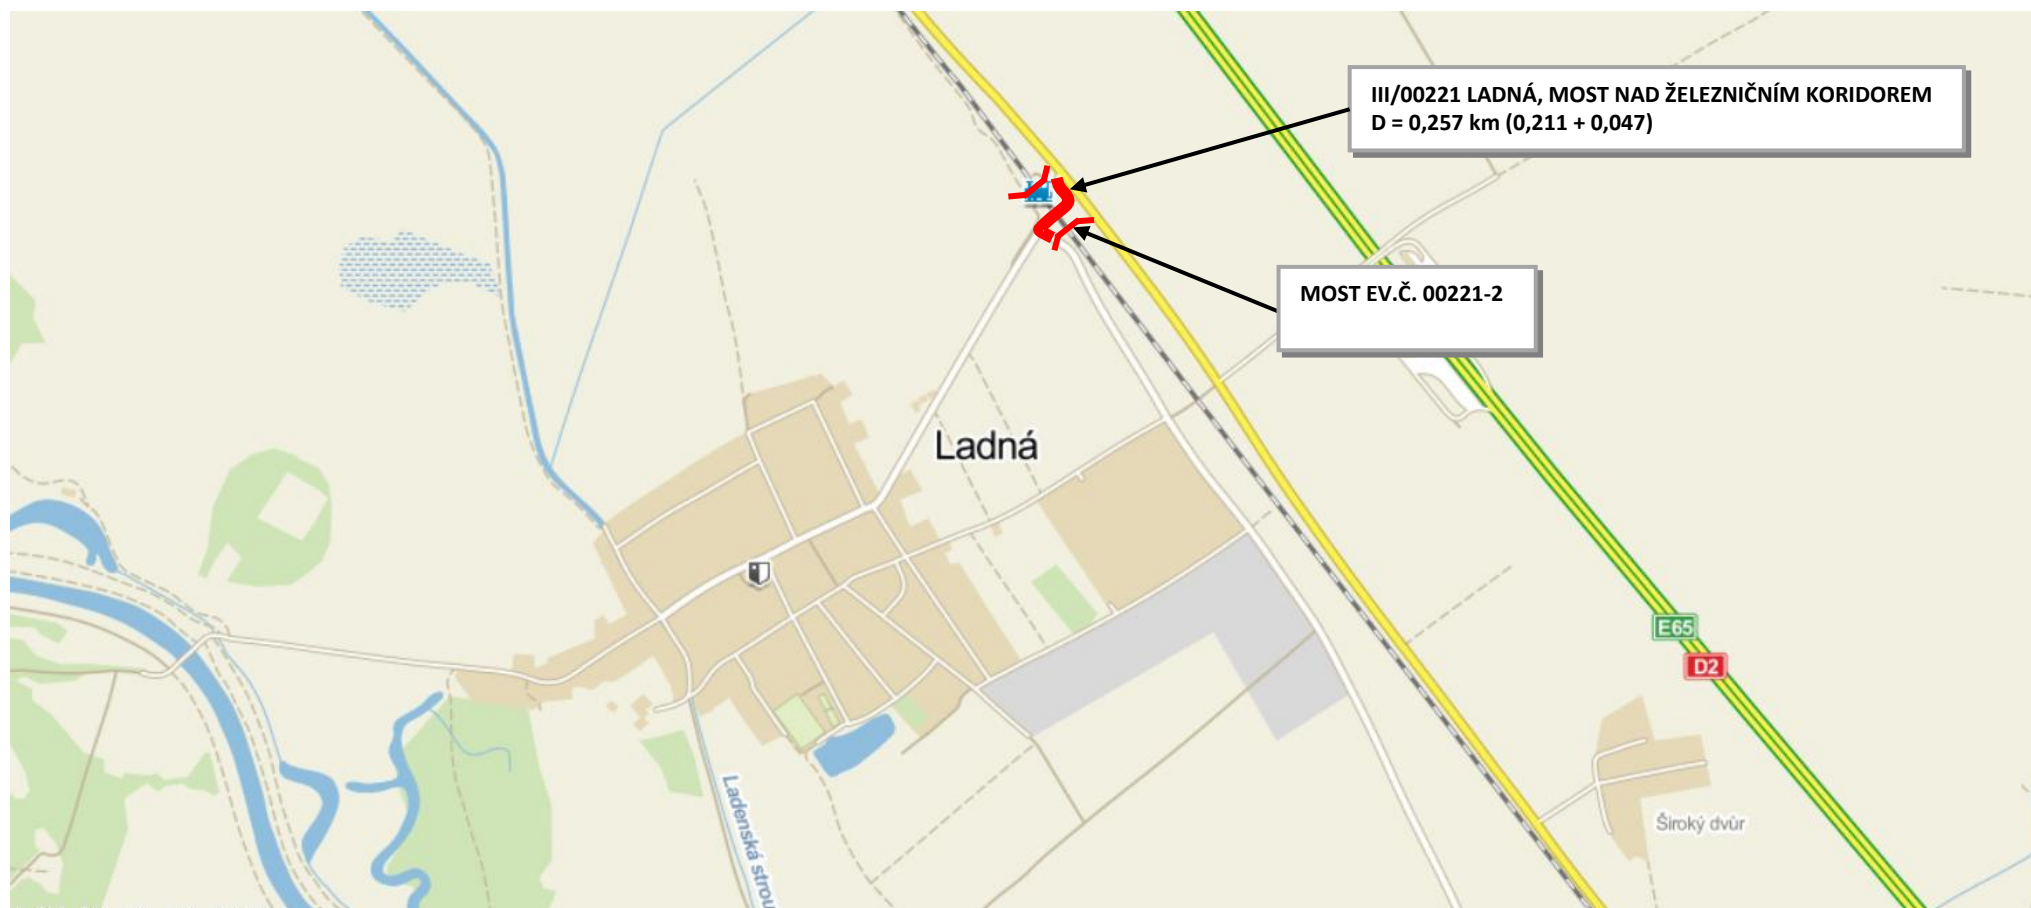 III/00221 LADNÁ, MOST NAD ŽELEZNIČNÍM KORIDOREM
D = 0,257 km (0,211 + 0,047)
MOST EV.Č. 00221-2
Ladná
E65
D2
Široký dvůr
Ladenská strou